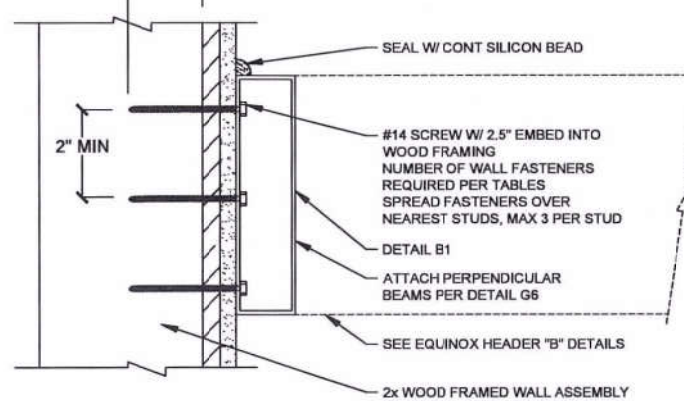 SEAL W/ CONT SILICON BEAD
2" MIN
#14 SCREW W/ 2.5" EMBED INTO
WOOD FRAMING
NUMBER OF WALL FASTENERS
REQUIRED PER TABLES
SPREAD FASTENERS OVER
NEAREST STUDS, MAX 3 PER STUD
DETAIL B1
ATTACH PERPENDICULAR
BEAMS PER DETAIL G6
SEE EQUINOX HEADER "B" DETAILS
2x WOOD FRAMED WALL ASSEMBLY